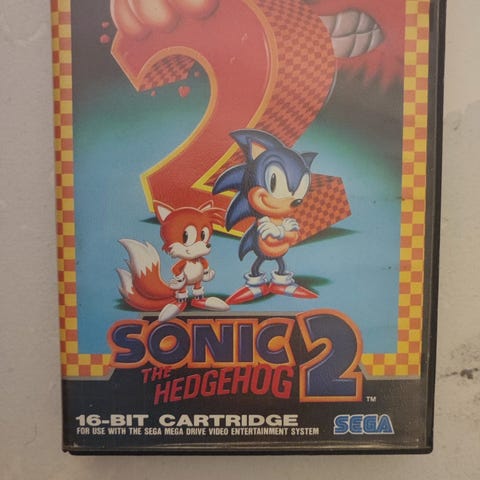 2
SONIC 2
THE
HEDGEHOG
TM
16-BIT CARTRIDGE
FOR USE WITH THE SEGA MEGA DRIVE VIDEO ENTERTAINMENT SYSTEM
SEGA